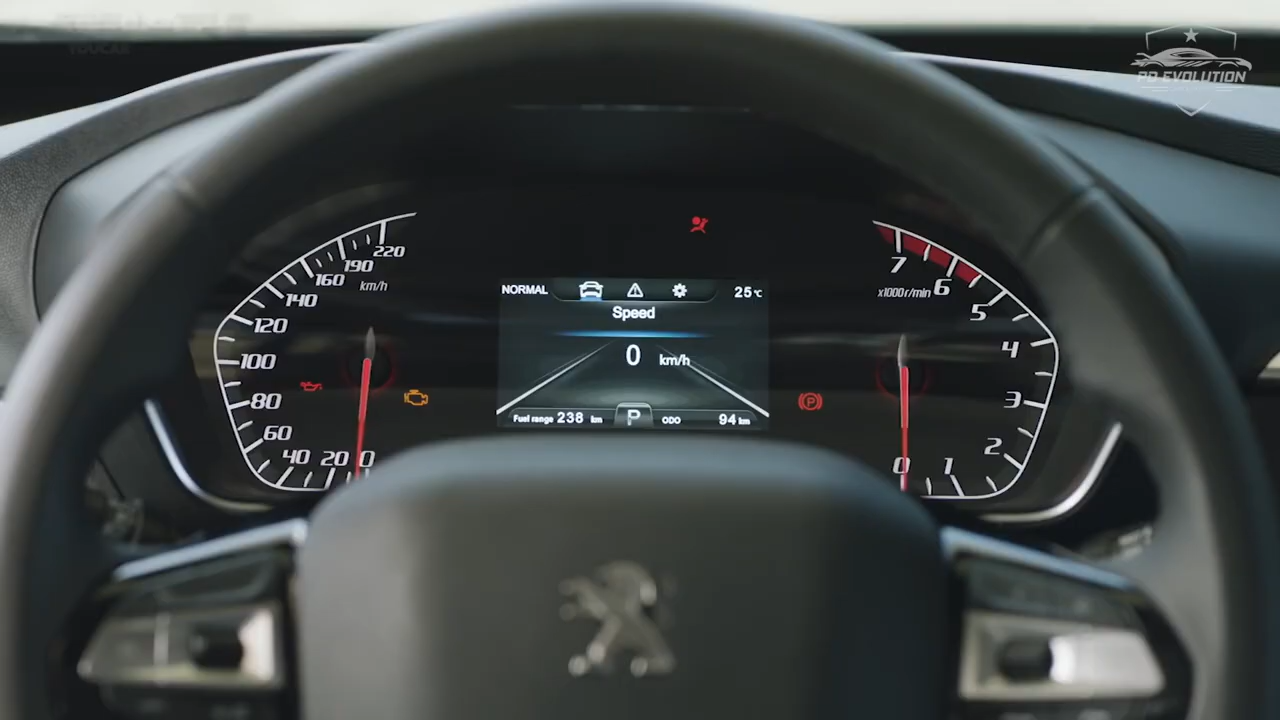 PD EVOLUTION
NORMAL
25°C
Speed
0 km/h
Fuel range 238 km
P
ODO 94 km
220
190
160
140
120
100
80
60
40
20
0
km/h
7
6
5
4
3
2
1
0
x1000r/min
P